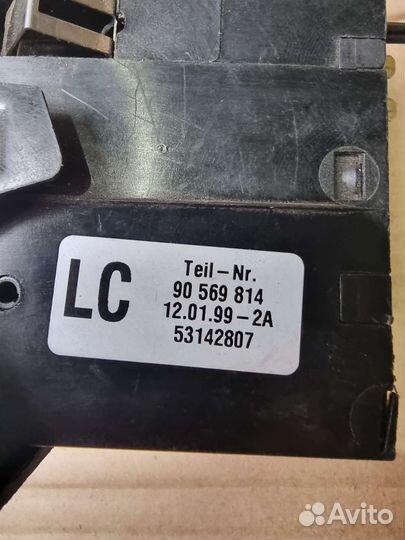 LC
Teil-Nr.
90 569 814
12.01.99-2A
53142807
Avito